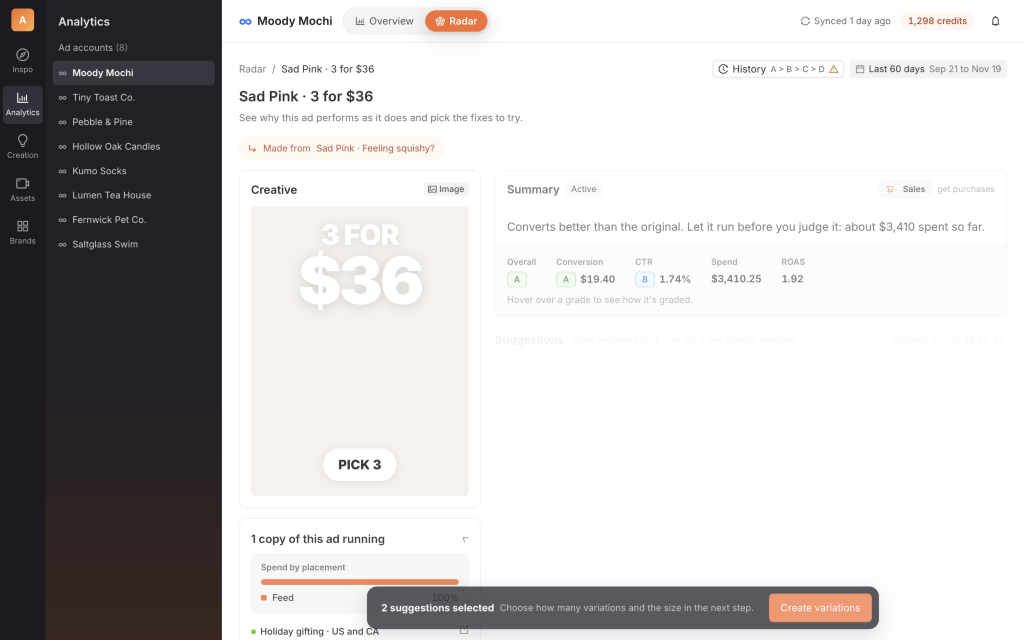 A
Inspo
Analytics
Creation
Assets
Brands
Analytics
Ad accounts (8)
Moody Mochi
Tiny Toast Co.
Pebble & Pine
Hollow Oak Candles
Kumo Socks
Lumen Tea House
Fernwick Pet Co.
Saltglass Swim
Moody Mochi Overview Radar Synced 1 day ago 1,298 credits
Radar / Sad Pink · 3 for $36 History A > B > C > D Last 60 days Sep 21 to Nov 19
Sad Pink · 3 for $36
See why this ad performs as it does and pick the fixes to try.
Made from Sad Pink · Feeling squishy?
Creative Image
3 FOR
$36
PICK 3
Summary Active Sales get purchases
Converts better than the original. Let it run before you judge it: about $3,410 spent so far.
Overall Conversion CTR Spend ROAS
A A $19.40 B 1.74% $3,410.25 1.92
Hover over a grade to see how it's graded.
Suggestions
1 copy of this ad running
Spend by placement
Feed 100%
Holiday gifting · US and CA
2 suggestions selected Choose how many variations and the size in the next step. Create variations